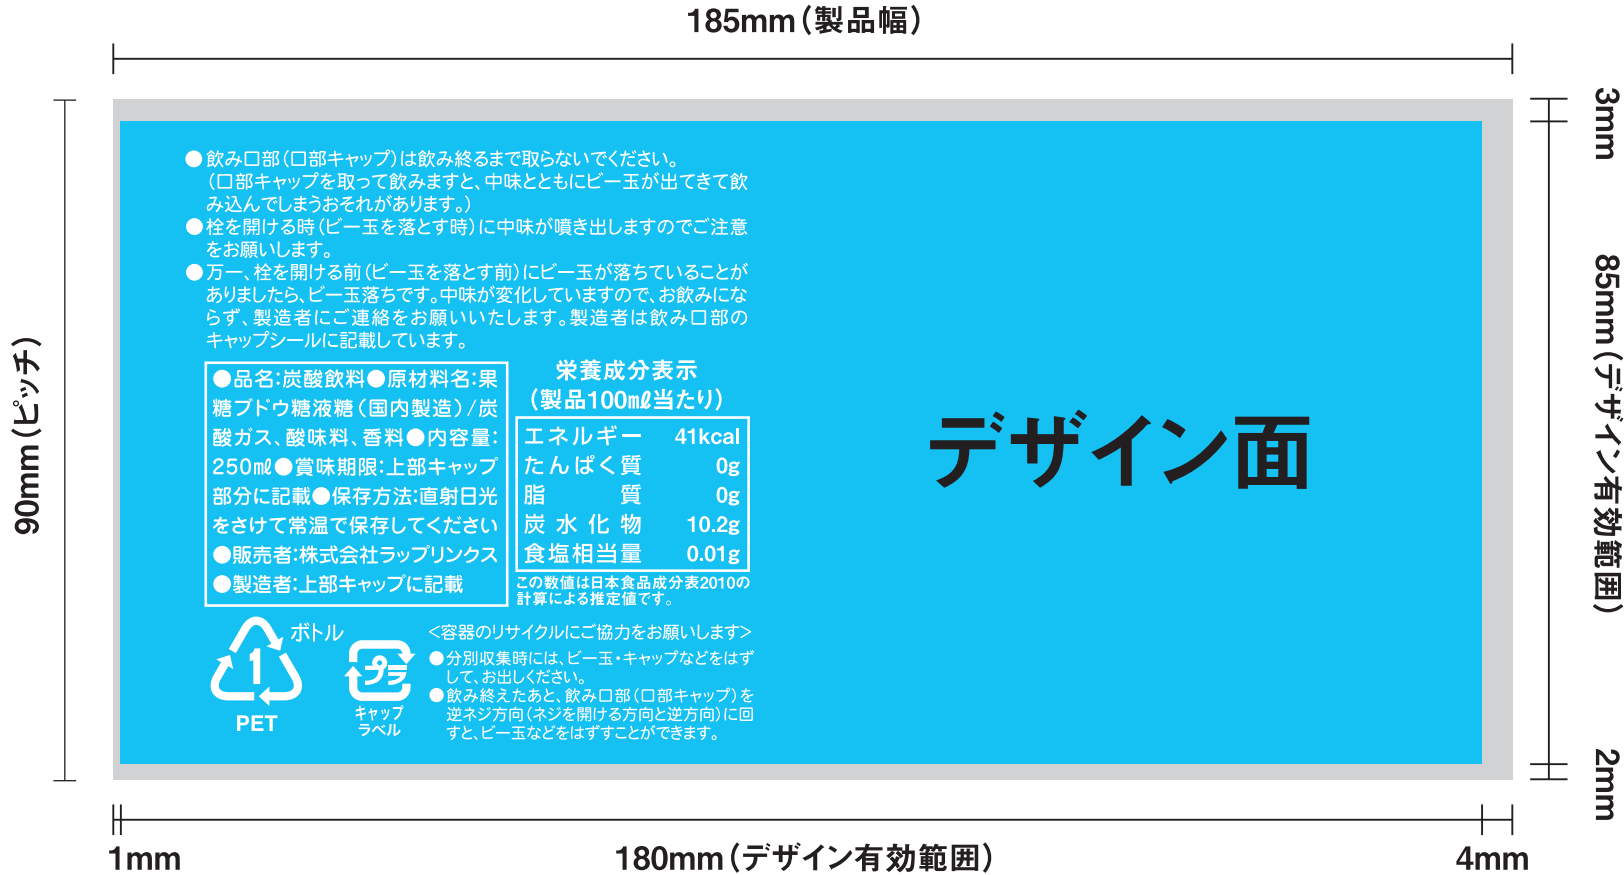 185mm（製品幅）
3mm
90mm（ピッチ）
85mm（デザイン有効範囲）
●飲み口部（口部キャップ）は飲み終るまで取らないでください。
（口部キャップを取って飲みますと、中味とともにビー玉が出てきて飲
み込んでしまうおそれがあります。）
●栓を開ける時（ビー玉を落とす時）に中味が噴き出しますのでご注意
をお願いします。
●万一、栓を開ける前（ビー玉を落とす前）にビー玉が落ちていることが
ありましたら、ビー玉落ちです。中味が変化していますので、お飲みにな
らず、製造者にご連絡をお願いいたします。製造者は飲み口部の
キャップシールに記載しています。
●品名：炭酸飲料●原材料名：果
糖ブドウ糖液糖（国内製造）/炭
酸ガス、酸味料、香料●内容量：
250㎖●賞味期限：上部キャップ
部分に記載●保存方法：直射日光
をさけて常温で保存してください
●販売者：株式会社ラップリンクス
●製造者：上部キャップに記載
栄養成分表示
（製品100㎖当たり）
エネルギー 41kcal
たんぱく質 0g
脂質 0g
炭水化物 10.2g
食塩相当量 0.01g
この数値は日本食品成分表2010の
計算による推定値です。
デザイン面
1
ボトル
PET
プラ
キャップ
ラベル
＜容器のリサイクルにご協力をお願いします＞
●分別収集時には、ビー玉・キャップなどをはず
して、お出しください。
●飲み終えたあと、飲み口部（口部キャップ）を
逆ネジ方向（ネジを開ける方向と逆方向）に回
すと、ビー玉などをはずすことができます。
2mm
1mm
180mm（デザイン有効範囲）
4mm